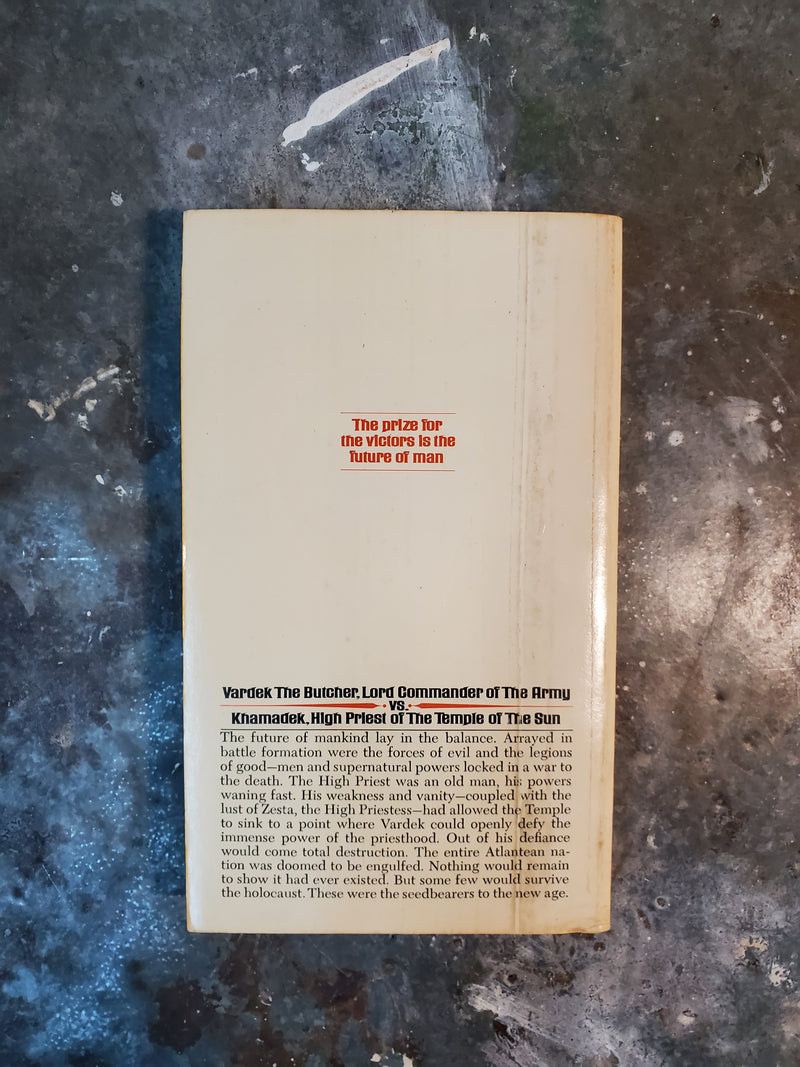 The prize for
the victors is the
future of man
Vardek The Butcher, Lord Commander of The Army
vs.
Khamadek, High Priest of The Temple of The Sun
The future of mankind lay in the balance. Arrayed in
battle formation were the forces of evil and the legions
of good—men and supernatural powers locked in a war to
the death. The High Priest was an old man, his powers
waning fast. His weakness and vanity—coupled with the
lust of Zesta, the High Priestess—had allowed the Temple
to sink to a point where Vardek could openly defy the
immense power of the priesthood. Out of his defiance
would come total destruction. The entire Atlantean na-
tion was doomed to be engulfed. Nothing would remain
to show it had ever existed. But some few would survive
the holocaust. These were the seedbearers to the new age.